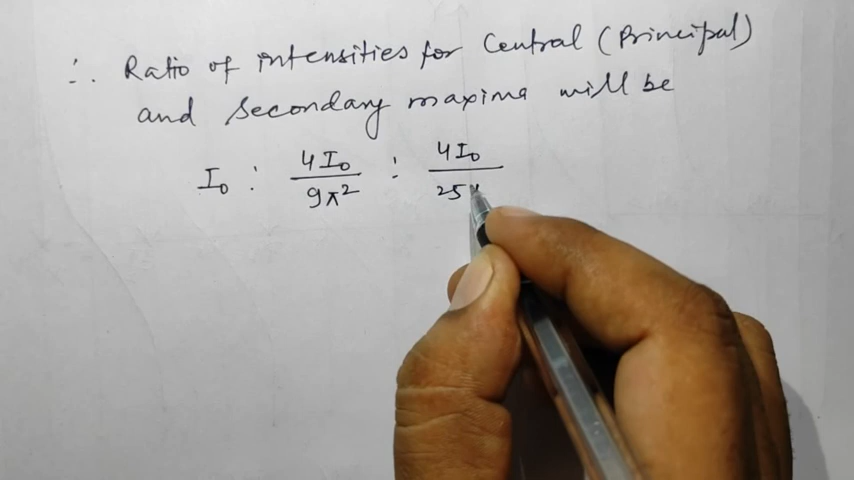 ∴ Ratio of intensities for Central (Principal)
and Secondary maxima will be
I₀ : 4I₀/9π² : 4I₀/25